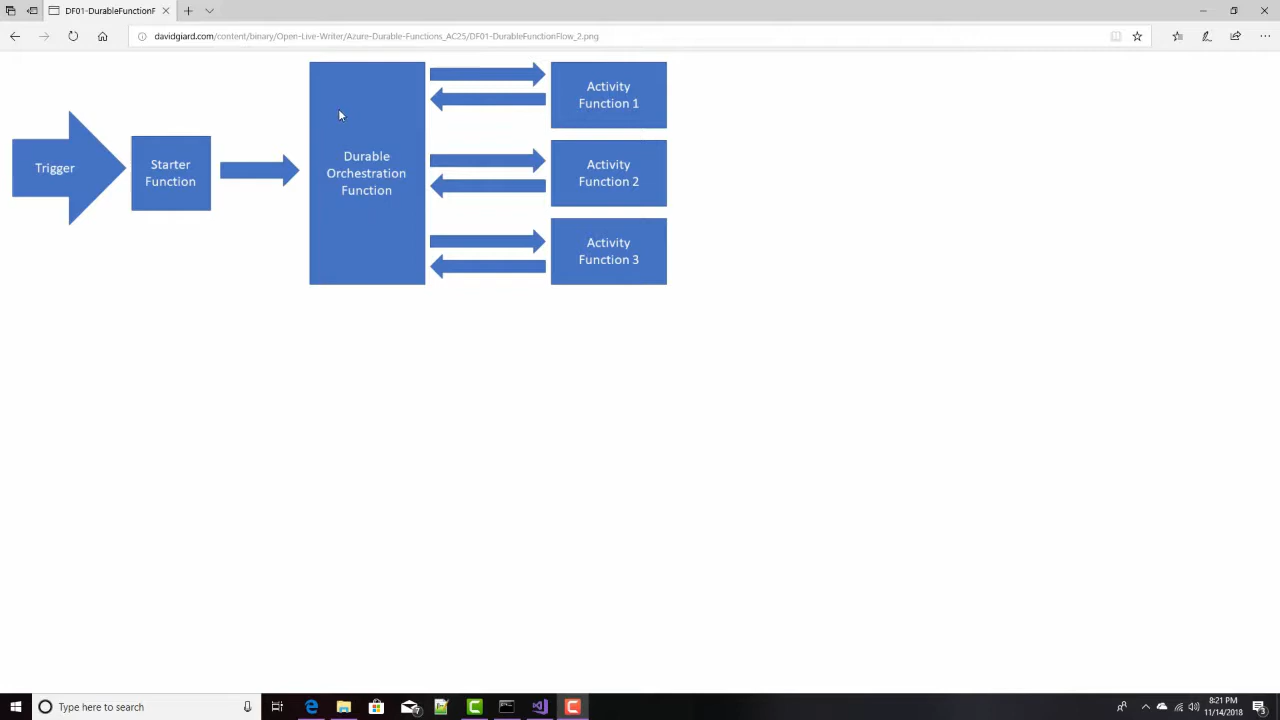 DF01-DurableFunctionF
davidgiard.com/content/binary/Open-Live-Writer/Azure-Durable-Functions_AC25/DF01-DurableFunctionFlow_2.png
Trigger
Starter
Function
Durable
Orchestration
Function
Activity
Function 1
Activity
Function 2
Activity
Function 3
Type here to search
7
8:21 PM
11/14/2018